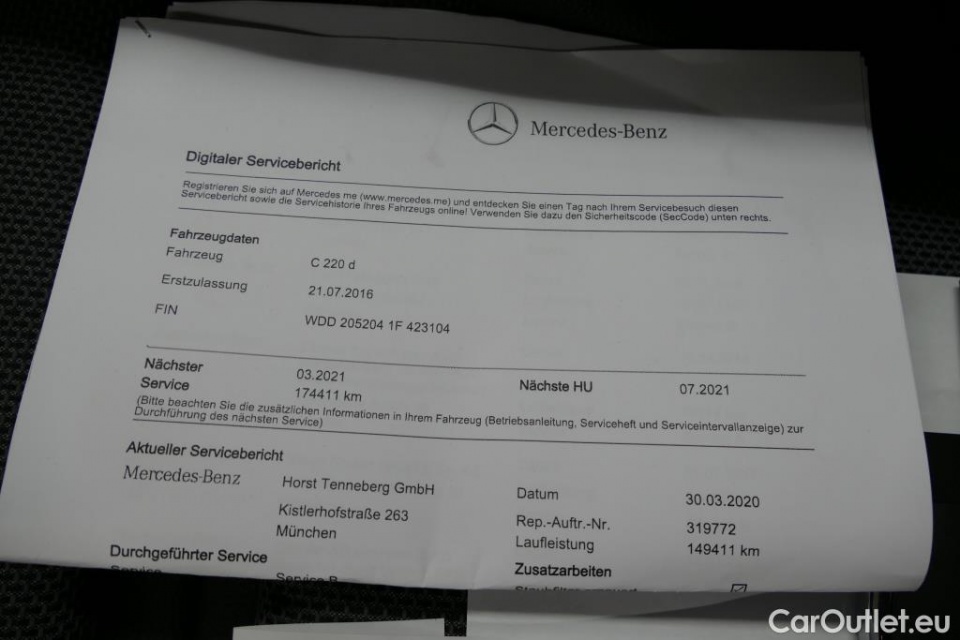 Mercedes-Benz
Digitaler Servicebericht
Registrieren Sie sich auf Mercedes me (www.mercedes.me) und entdecken Sie einen Tag nach Ihrem Servicebesuch diesen
Servicebericht sowie die Servicehistorie Ihres Fahrzeugs online! Verwenden Sie dazu den Sicherheitscode (SecCode) unten rechts.
Fahrzeugdaten
Fahrzeug C 220 d
Erstzulassung 21.07.2016
FIN WDD 205204 1F 423104
Nächster 03.2021 Nächste HU 07.2021
Service 174411 km
(Bitte beachten Sie die zusätzlichen Informationen in Ihrem Fahrzeug (Betriebsanleitung, Serviceheft und Serviceintervallanzeige) zur
Durchführung des nächsten Service)
Aktueller Servicebericht
Mercedes-Benz Horst Tenneberg GmbH Datum 30.03.2020
Kistlerhofstraße 263 Rep.-Auftr.-Nr. 319772
München Laufleistung 149411 km
Durchgeführter Service Zusatzarbeiten
Service Service B
CarOutlet.eu